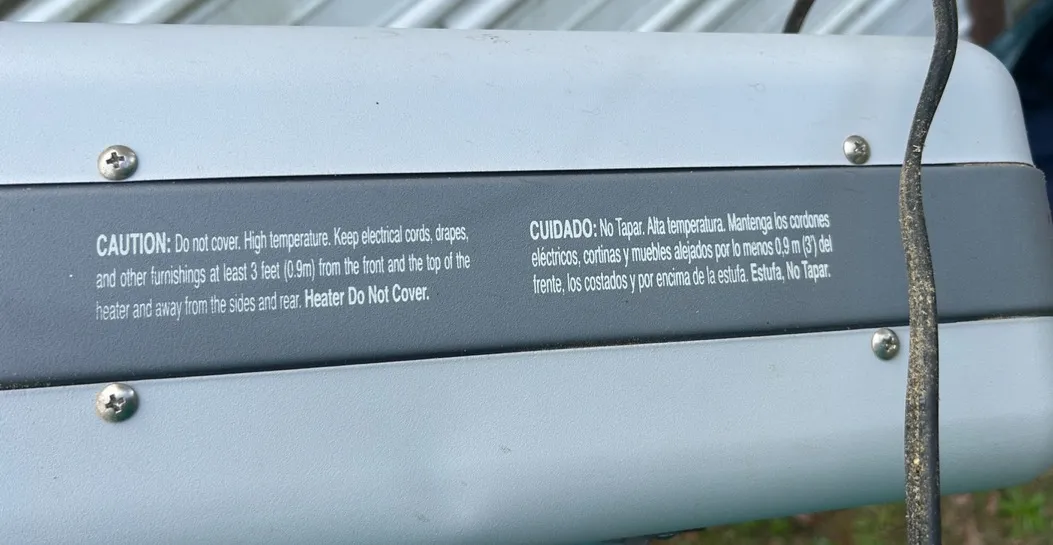 CAUTION: Do not cover. High temperature. Keep electrical cords, drapes,
and other furnishings at least 3 feet (0.9m) from the front and the top of the
heater and away from the sides and rear. Heater Do Not Cover.
CUIDADO: No Tapar. Alta temperatura. Mantenga los cordones
eléctricos, cortinas y muebles alejados por lo menos 0,9 m (3') del
frente, los costados y por encima de la estufa. Estufa, No Tapar.